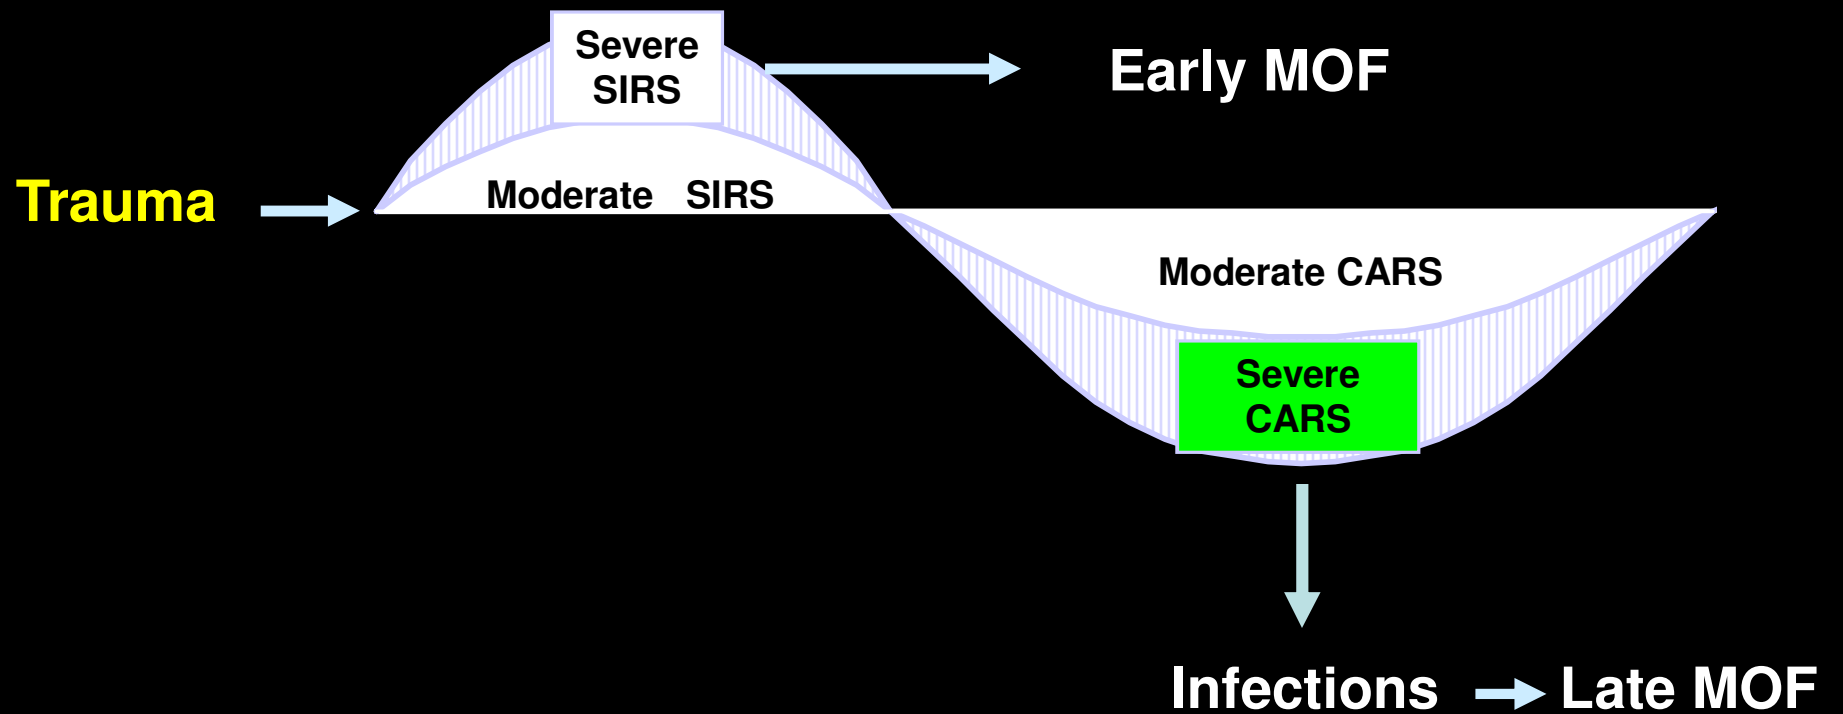 Severe
SIRS
Early MOF
Trauma
Moderate SIRS
Moderate CARS
Severe
CARS
Infections
Late MOF